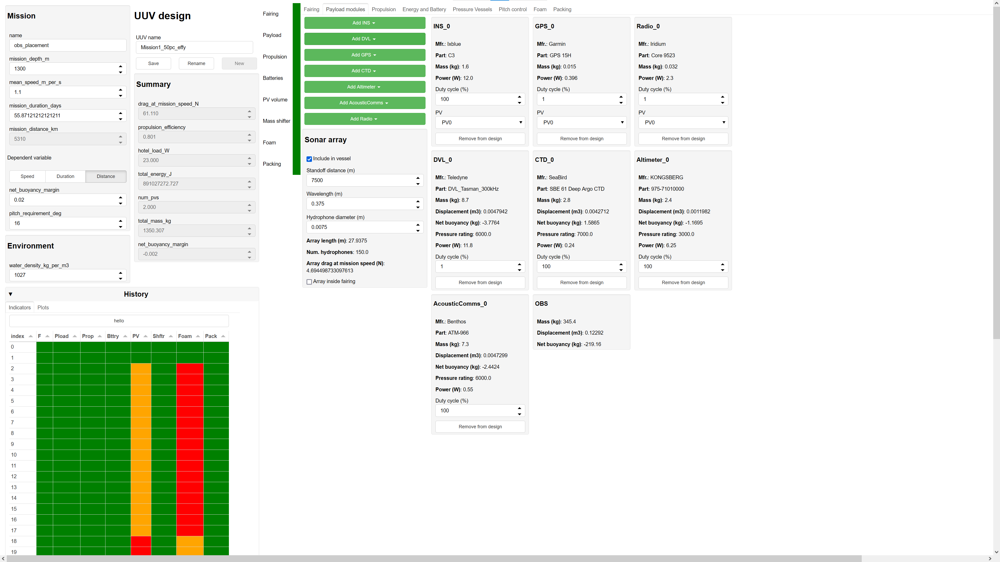 Mission
name
obs_placement
mission_depth_m
1300
mean_speed_m_per_s
1.1
mission_duration_days
55.87121212121211
mission_distance_km
5310
Dependent variable
Speed Duration Distance
net_buoyancy_margin
0.02
pitch_requirement_deg
16
Environment
water_density_kg_per_m3
1027
UUV design
UUV name
Mission1_50pc_effy
Save Rename New
Summary
drag_at_mission_speed_N
61.110
propulsion_efficiency
0.801
hotel_load_W
23.000
total_energy_J
891027272.727
num_pvs
2.000
total_mass_kg
1350.307
net_buoyancy_margin
-0.002
History
Indicators Plots
hello
index F Pload Prop Bttry PV Shftr Foam Pack
0
1
2
3
4
5
6
7
8
9
10
11
12
13
14
15
16
17
18
19
Fairing
Payload
Propulsion
Batteries
PV volume
Mass shifter
Foam
Packing
Fairing Payload modules Propulsion Energy and Battery Pressure Vessels Pitch control Foam Packing
Add INS
Add DVL
Add GPS
Add CTD
Add Altimeter
Add AcousticComms
Add Radio
Sonar array
Include in vessel
Standoff distance (m)
7500
Wavelength (m)
0.375
Hydrophone diameter (m)
0.0075
Array length (m): 27.9375
Num. hydrophones: 150.0
Array drag at mission speed (N):
4.694498733097613
Array inside fairing
INS_0
Mfr.: Ixblue
Part: C3
Mass (kg): 1.6
Power (W): 12.0
Duty cycle (%)
100
PV
PV0
Remove from design
GPS_0
Mfr.: Garmin
Part: GPS 15H
Mass (kg): 0.015
Power (W): 0.396
Duty cycle (%)
1
PV
PV0
Remove from design
Radio_0
Mfr.: Iridium
Part: Core 9523
Mass (kg): 0.032
Power (W): 2.3
Duty cycle (%)
1
PV
PV0
Remove from design
DVL_0
Mfr.: Teledyne
Part: DVL_Tasman_300kHz
Mass (kg): 8.7
Displacement (m3): 0.0047942
Net buoyancy (kg): -3.7764
Pressure rating: 6000.0
Power (W): 11.8
Duty cycle (%)
1
Remove from design
CTD_0
Mfr.: SeaBird
Part: SBE 61 Deep Argo CTD
Mass (kg): 2.8
Displacement (m3): 0.0042712
Net buoyancy (kg): 1.5865
Pressure rating: 7000.0
Power (W): 0.24
Duty cycle (%)
100
Remove from design
Altimeter_0
Mfr.: KONGSBERG
Part: 975-71010000
Mass (kg): 2.4
Displacement (m3): 0.0011982
Net buoyancy (kg): -1.1695
Pressure rating: 3000.0
Power (W): 6.25
Duty cycle (%)
100
Remove from design
AcousticComms_0
Mfr.: Benthos
Part: ATM-966
Mass (kg): 7.3
Displacement (m3): 0.0047299
Net buoyancy (kg): -2.4424
Pressure rating: 6000.0
Power (W): 0.55
Duty cycle (%)
100
Remove from design
OBS
Mass (kg): 345.4
Displacement (m3): 0.12292
Net buoyancy (kg): -219.16